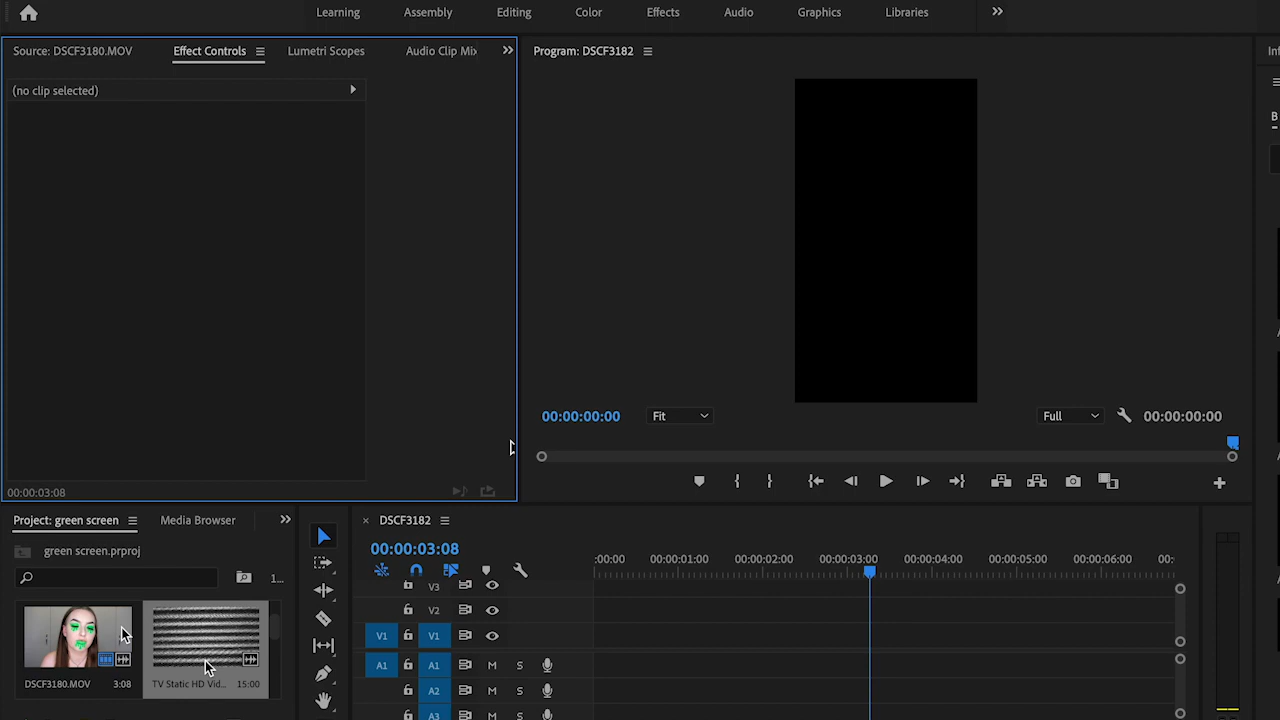 Learning Assembly Editing Color Effects Audio Graphics Libraries
Source: DSCF3180.MOV Effect Controls Lumetri Scopes Audio Clip Mix
Program: DSCF3182
(no clip selected)
00:00:00:00 Fit Full 00:00:00:00
00:00:03:08
Project: green screen Media Browser
green screen.prproj
1...
DSCF3180.MOV 3:08
TV Static HD Vid... 15:00
DSCF3182
00:00:03:08
:00:00 00:00:01:00 00:00:02:00 00:00:03:00 00:00:04:00 00:00:05:00 00:00:06:00 00:
V3
V2
V1 V1
A1 A1 M S
A2 M S
A3 M S